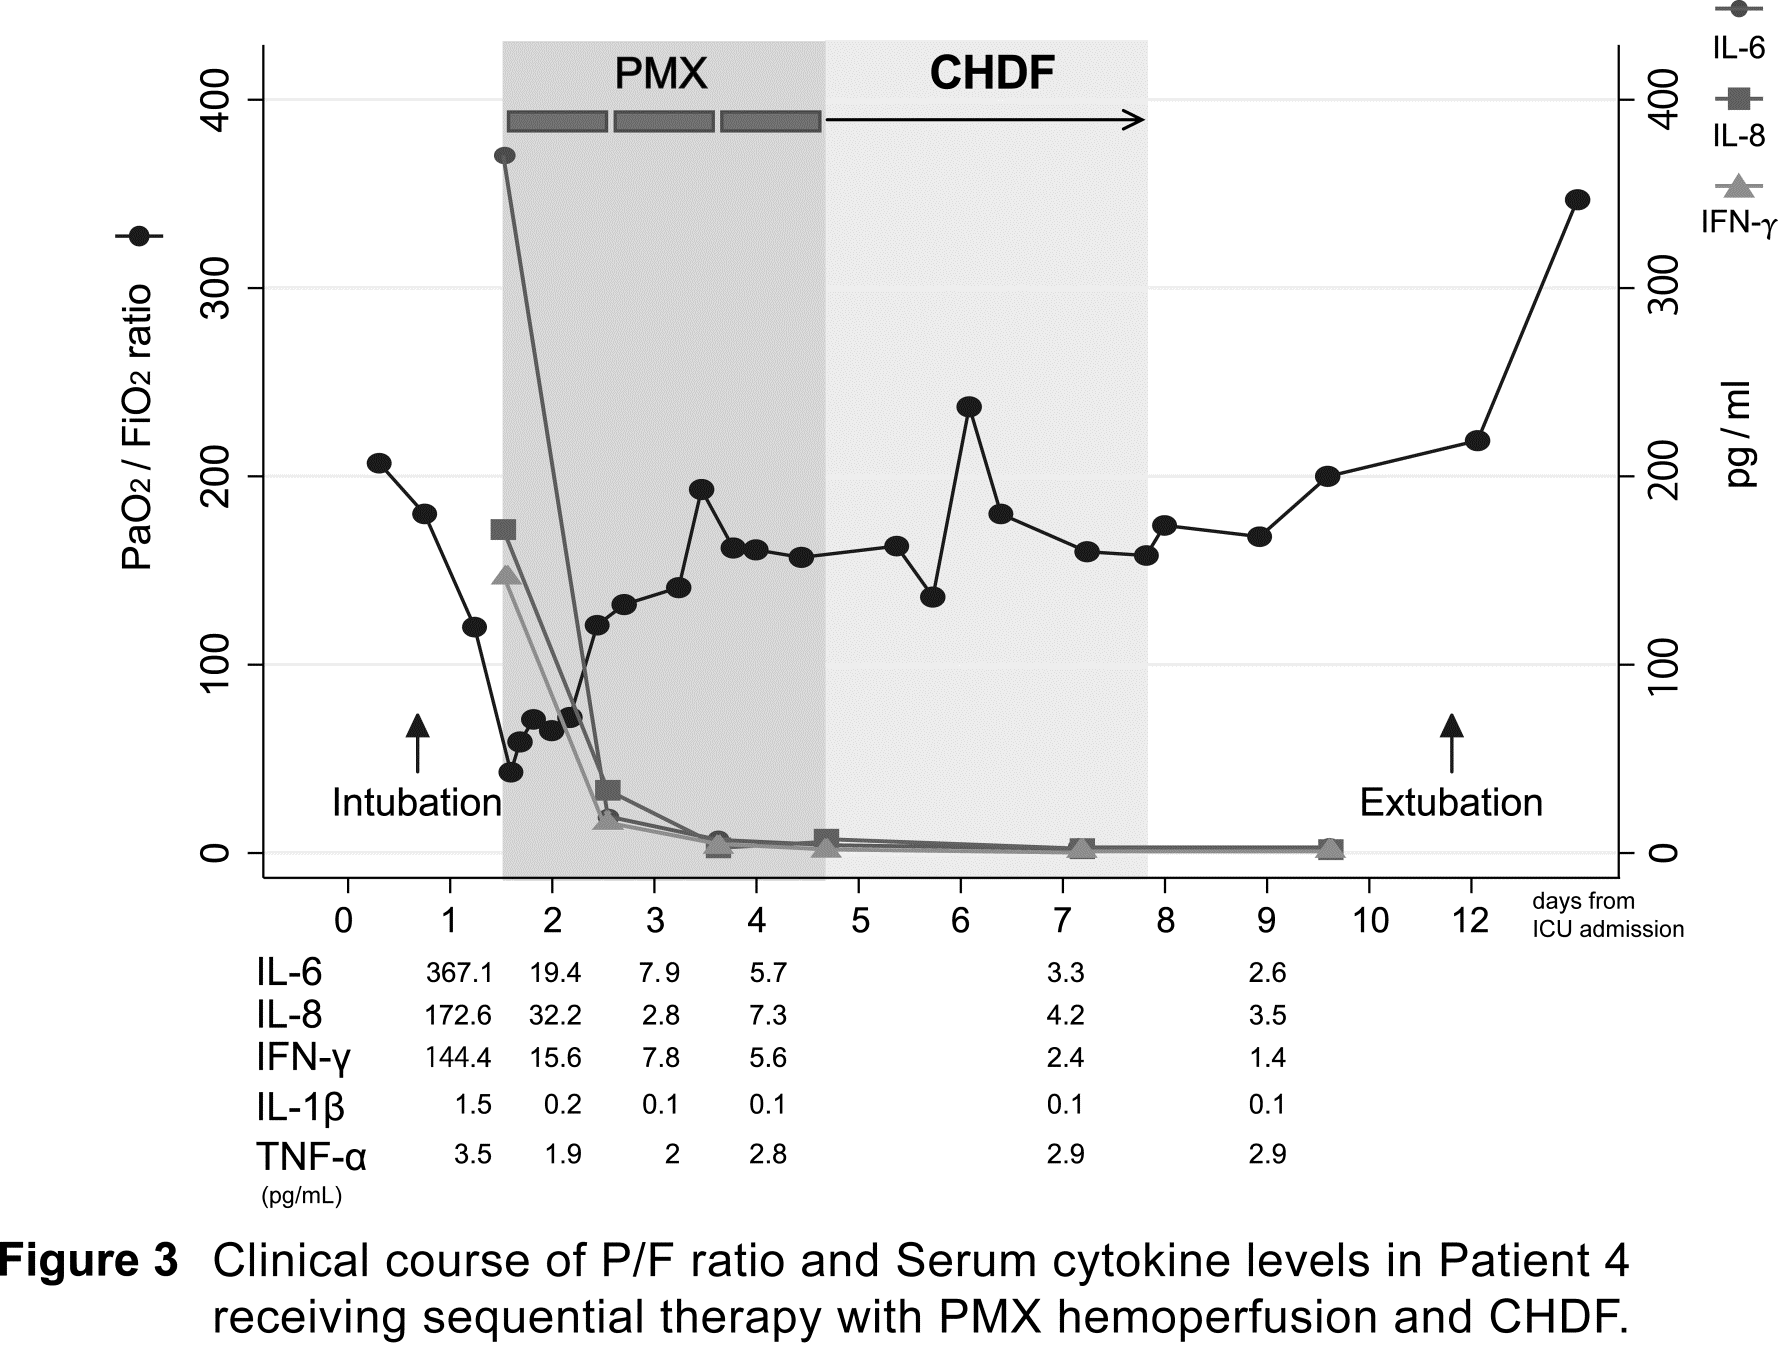 PMX
CHDF
IL-6
IL-8
IFN-γ
PaO2 / FiO2 ratio
400
300
200
100
0
400
300
200
100
0
pg / ml
Intubation
Extubation
0 1 2 3 4 5 6 7 8 9 10 12
days from
ICU admission
IL-6 367.1 19.4 7.9 5.7 3.3 2.6
IL-8 172.6 32.2 2.8 7.3 4.2 3.5
IFN-γ 144.4 15.6 7.8 5.6 2.4 1.4
IL-1β 1.5 0.2 0.1 0.1 0.1 0.1
TNF-α 3.5 1.9 2 2.8 2.9 2.9
(pg/mL)
Figure 3 Clinical course of P/F ratio and Serum cytokine levels in Patient 4
receiving sequential therapy with PMX hemoperfusion and CHDF.